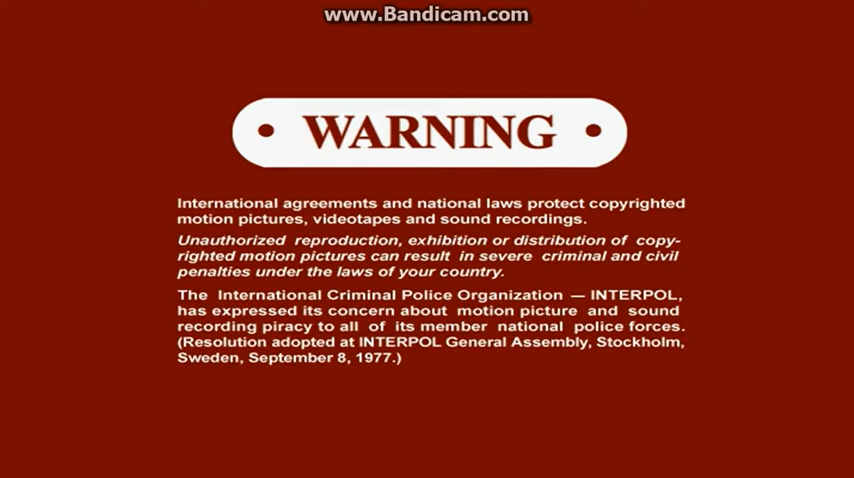 www.Bandicam.com
WARNING
International agreements and national laws protect copyrighted
motion pictures, videotapes and sound recordings.
Unauthorized reproduction, exhibition or distribution of copy-
righted motion pictures can result in severe criminal and civil
penalties under the laws of your country.
The International Criminal Police Organization — INTERPOL,
has expressed its concern about motion picture and sound
recording piracy to all of its member national police forces.
(Resolution adopted at INTERPOL General Assembly, Stockholm,
Sweden, September 8, 1977.)